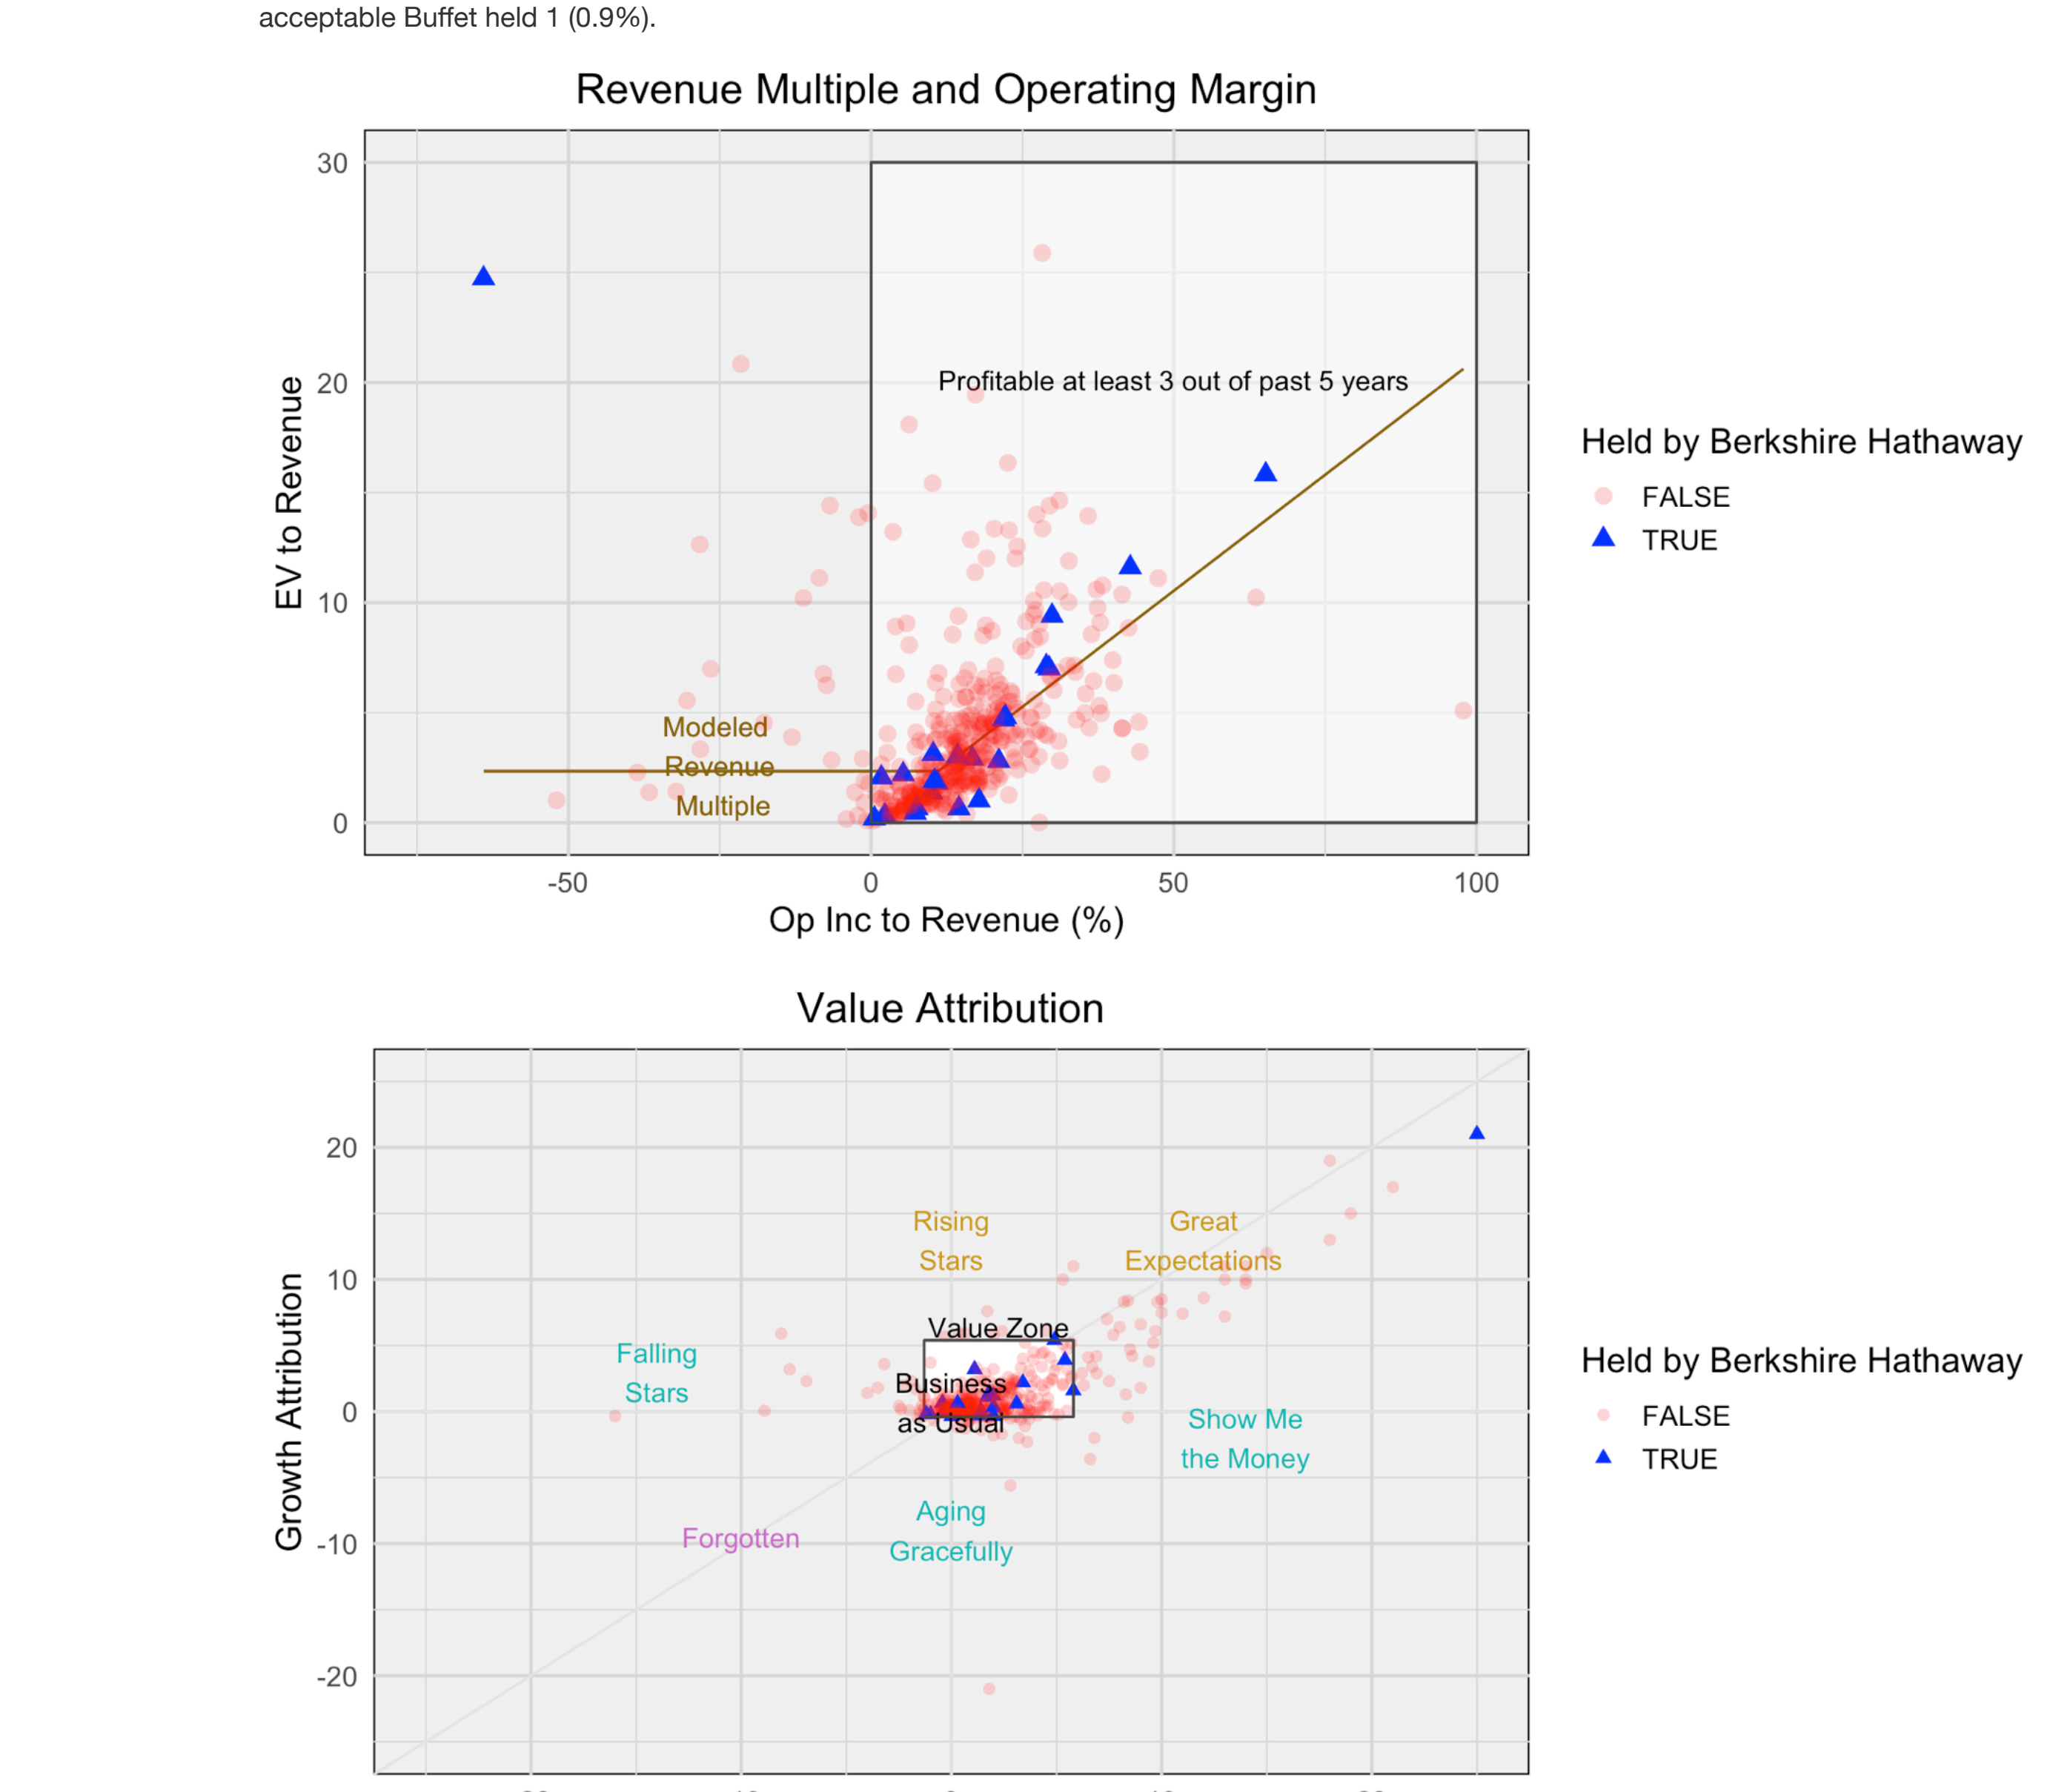 acceptable Buffet held 1 (0.9%).
Revenue Multiple and Operating Margin
30
20
10
0
EV to Revenue
Profitable at least 3 out of past 5 years
Modeled
Revenue
Multiple
-50
0
50
100
Op Inc to Revenue (%)
Held by Berkshire Hathaway
FALSE
TRUE
Value Attribution
20
10
0
-10
-20
Growth Attribution
Rising
Stars
Great
Expectations
Value Zone
Falling
Stars
Business
as Usual
Show Me
the Money
Aging
Gracefully
Forgotten
Held by Berkshire Hathaway
FALSE
TRUE